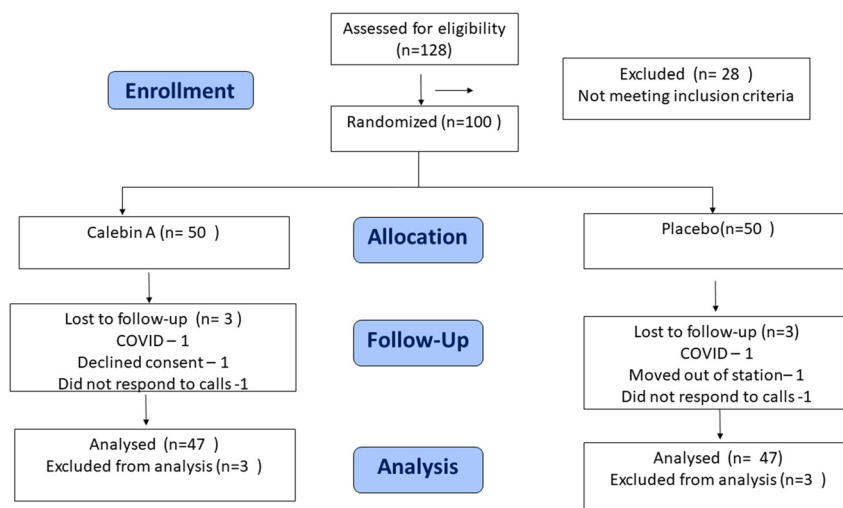 Assessed for eligibility
(n=128)
Enrollment
Excluded (n= 28 )
Not meeting inclusion criteria
Randomized (n=100 )
Calebin A (n= 50 )
Allocation
Placebo(n=50 )
Lost to follow-up (n= 3 )
COVID – 1
Declined consent – 1
Did not respond to calls -1
Follow-Up
Lost to follow-up (n=3)
COVID – 1
Moved out of station– 1
Did not respond to calls -1
Analysed (n=47 )
Excluded from analysis (n=3 )
Analysis
Analysed (n= 47)
Excluded from analysis (n=3 )